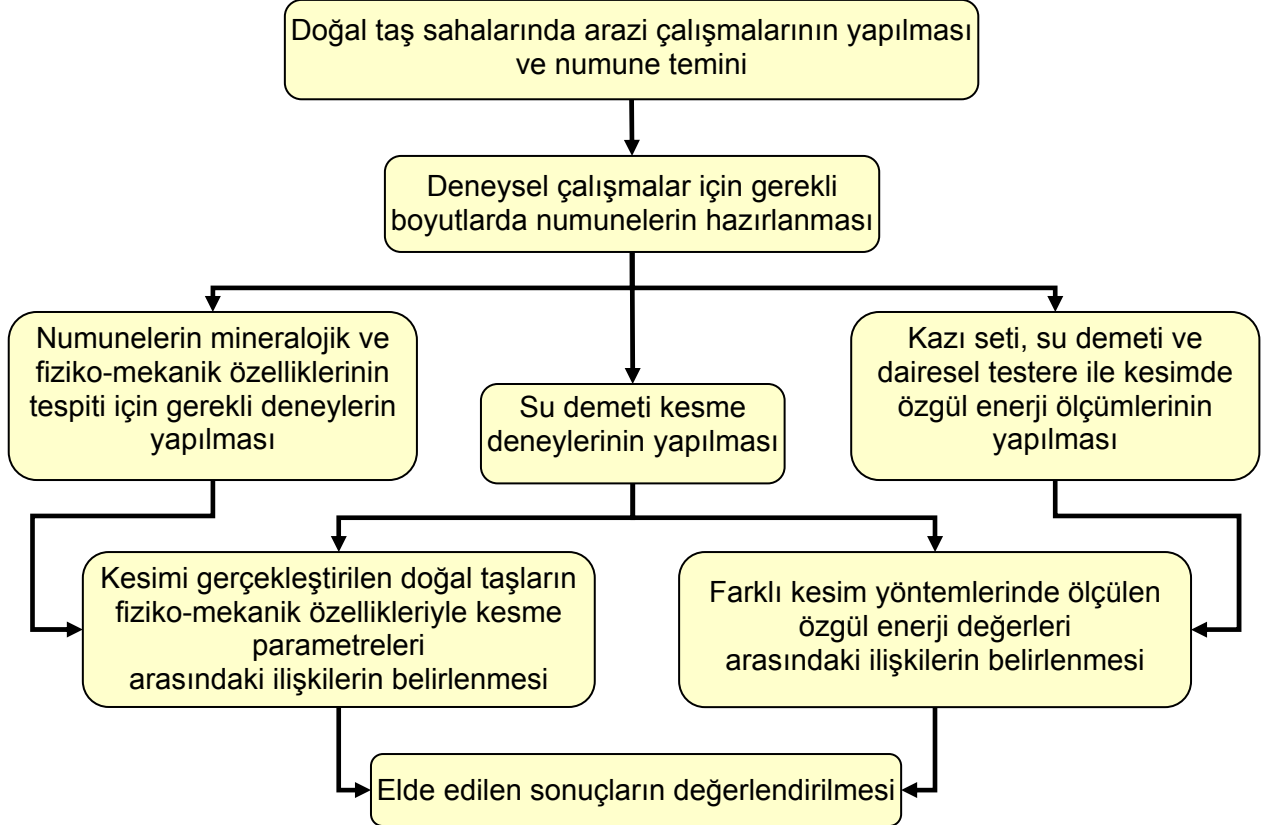 Doğal taş sahalarında arazi çalışmalarının yapılması
ve numune temini
Deneysel çalışmalar için gerekli
boyutlarda numunelerin hazırlanması
Numunelerin mineralojik ve
fiziko-mekanik özelliklerinin
tespiti için gerekli deneylerin
yapılması
Su demeti kesme
deneylerinin yapılması
Kazı seti, su demeti ve
dairesel testere ile kesimde
özgül enerji ölçümlerinin
yapılması
Kesimi gerçekleştirilen doğal taşların
fiziko-mekanik özellikleriyle kesme
parametreleri
arasındaki ilişkilerin belirlenmesi
Farklı kesim yöntemlerinde ölçülen
özgül enerji değerleri
arasındaki ilişkilerin belirlenmesi
Elde edilen sonuçların değerlendirilmesi